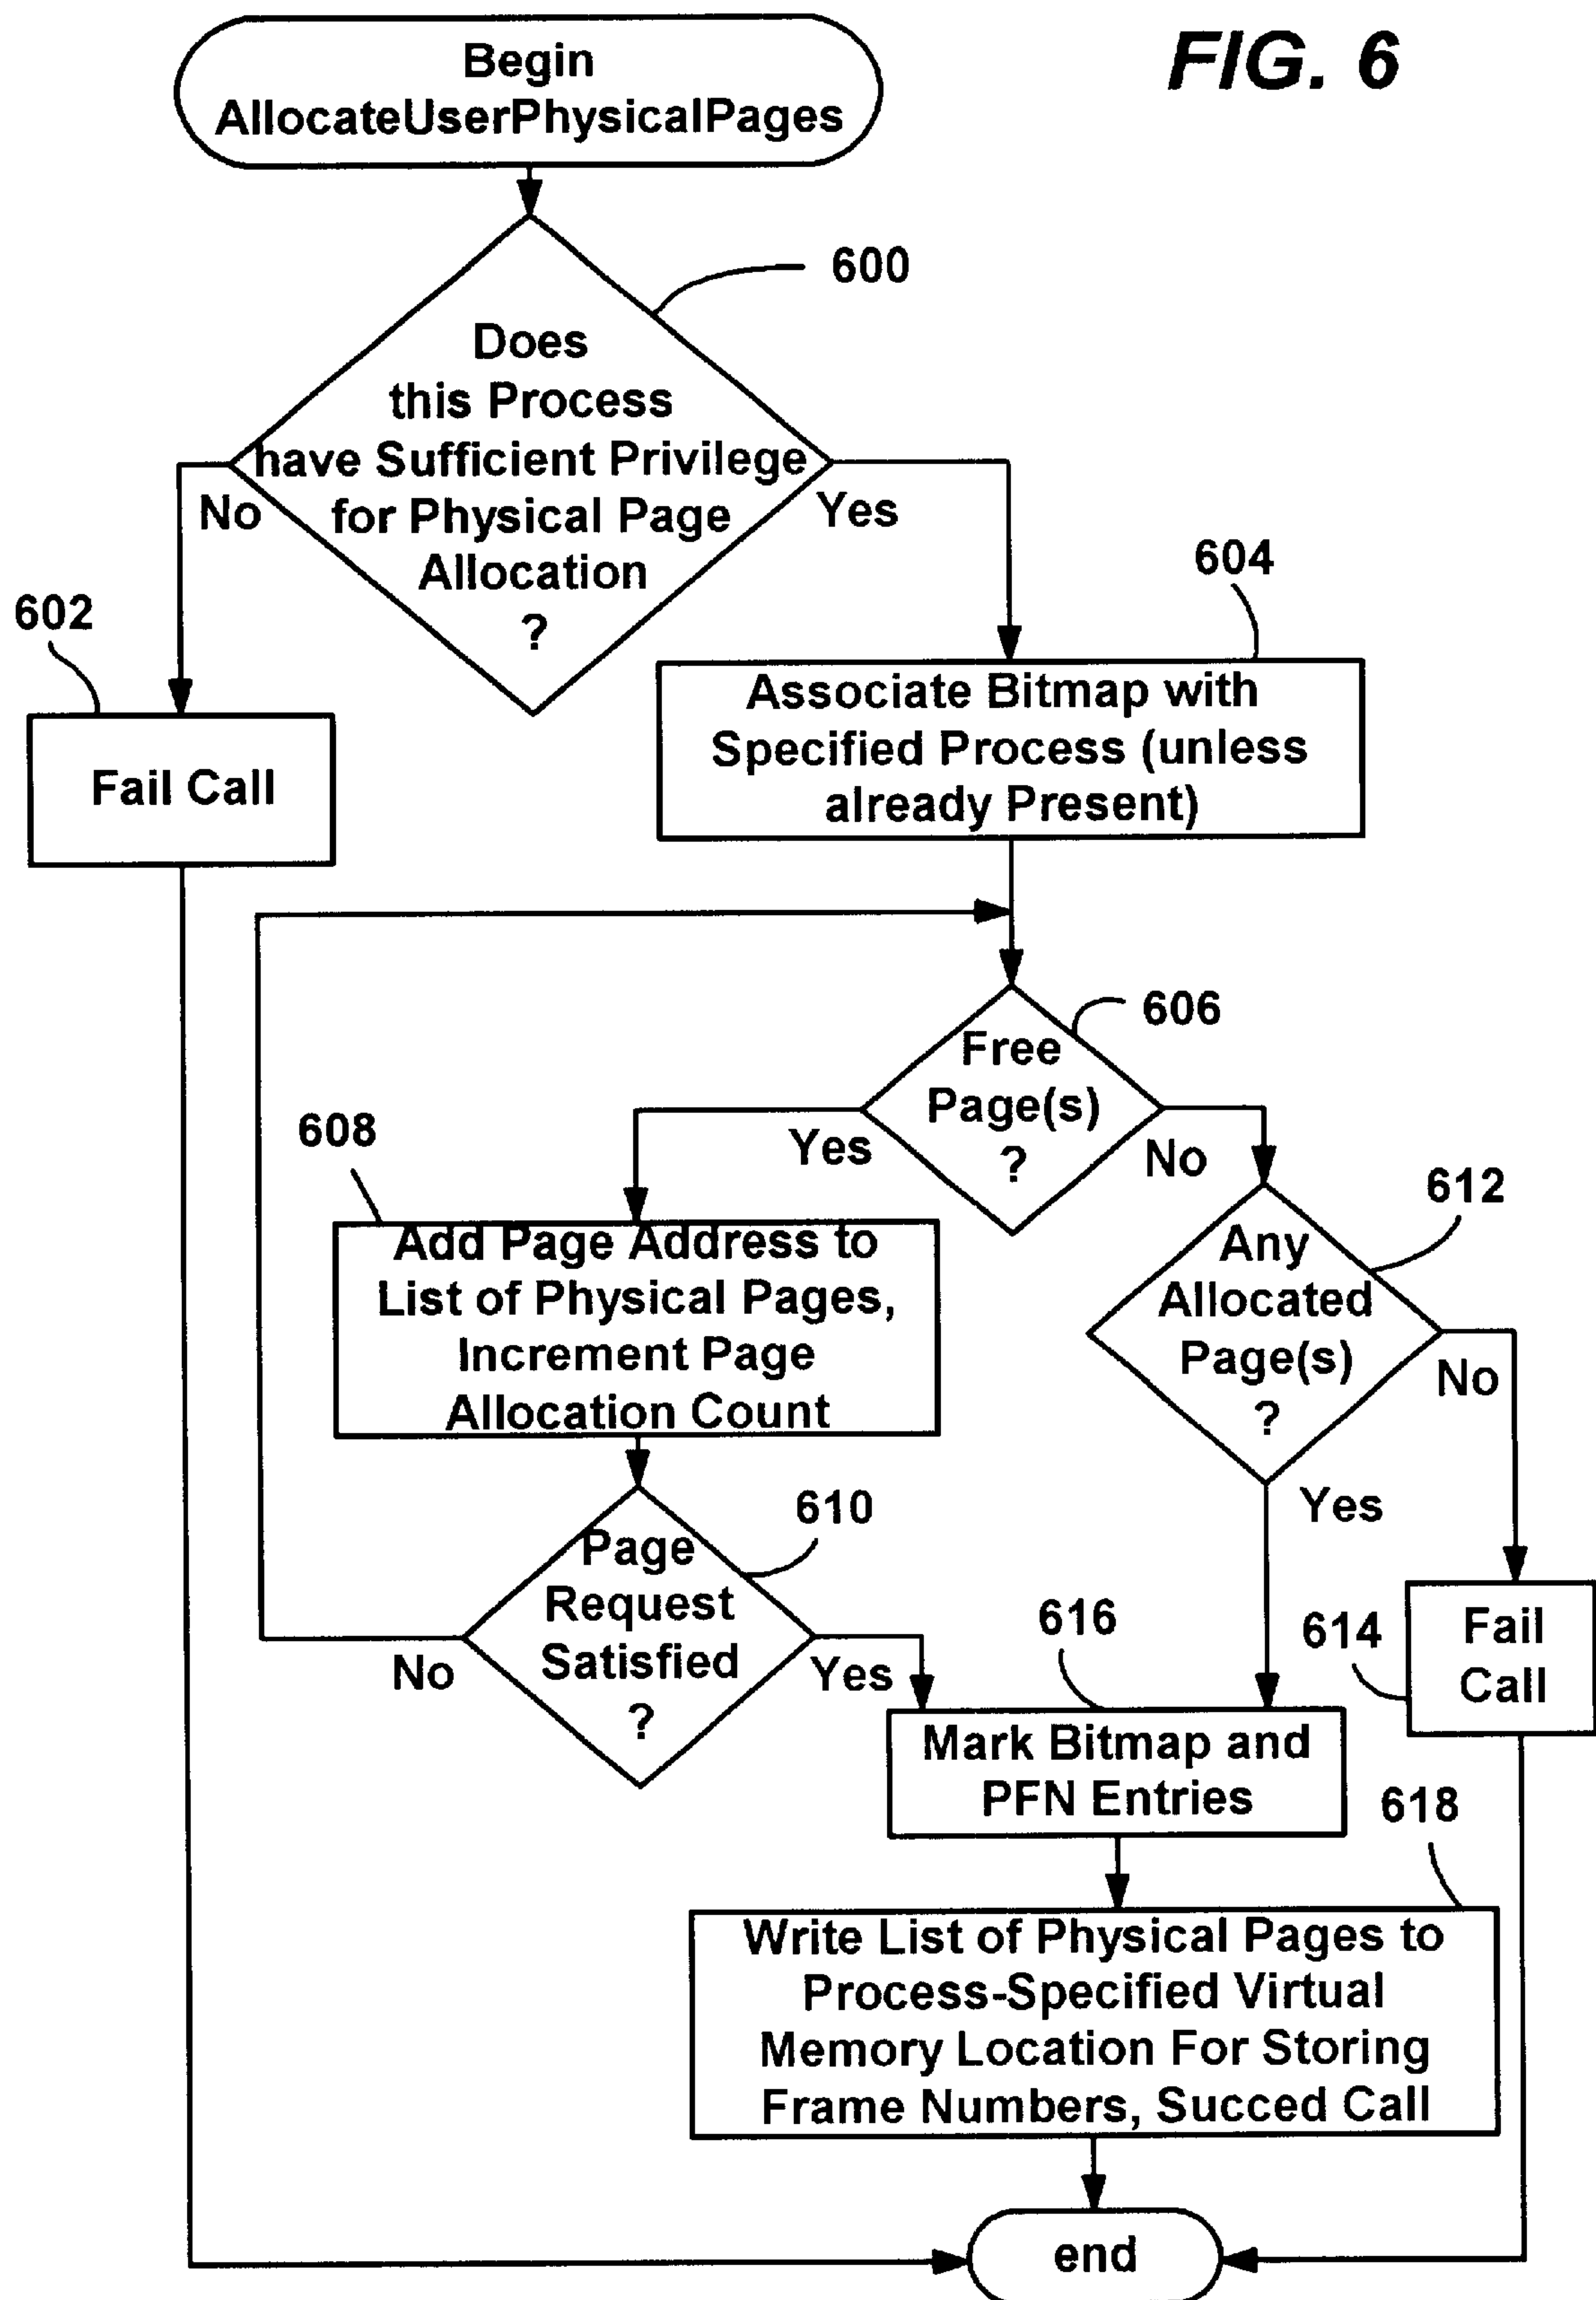 FIG. 6
Begin
AllocateUserPhysicalPages
600
Does
this Process
have Sufficient Privilege
for Physical Page
Allocation
?
No
Yes
602
Fail Call
604
Associate Bitmap with
Specified Process (unless
already Present)
606
Free
Page(s)
?
Yes
No
608
Add Page Address to
List of Physical Pages,
Increment Page
Allocation Count
612
Any
Allocated
Page(s)
?
No
Yes
610
Page
Request
Satisfied
?
No
Yes
614
Fail
Call
616
Mark Bitmap and
PFN Entries
618
Write List of Physical Pages to
Process-Specified Virtual
Memory Location For Storing
Frame Numbers, Succed Call
end